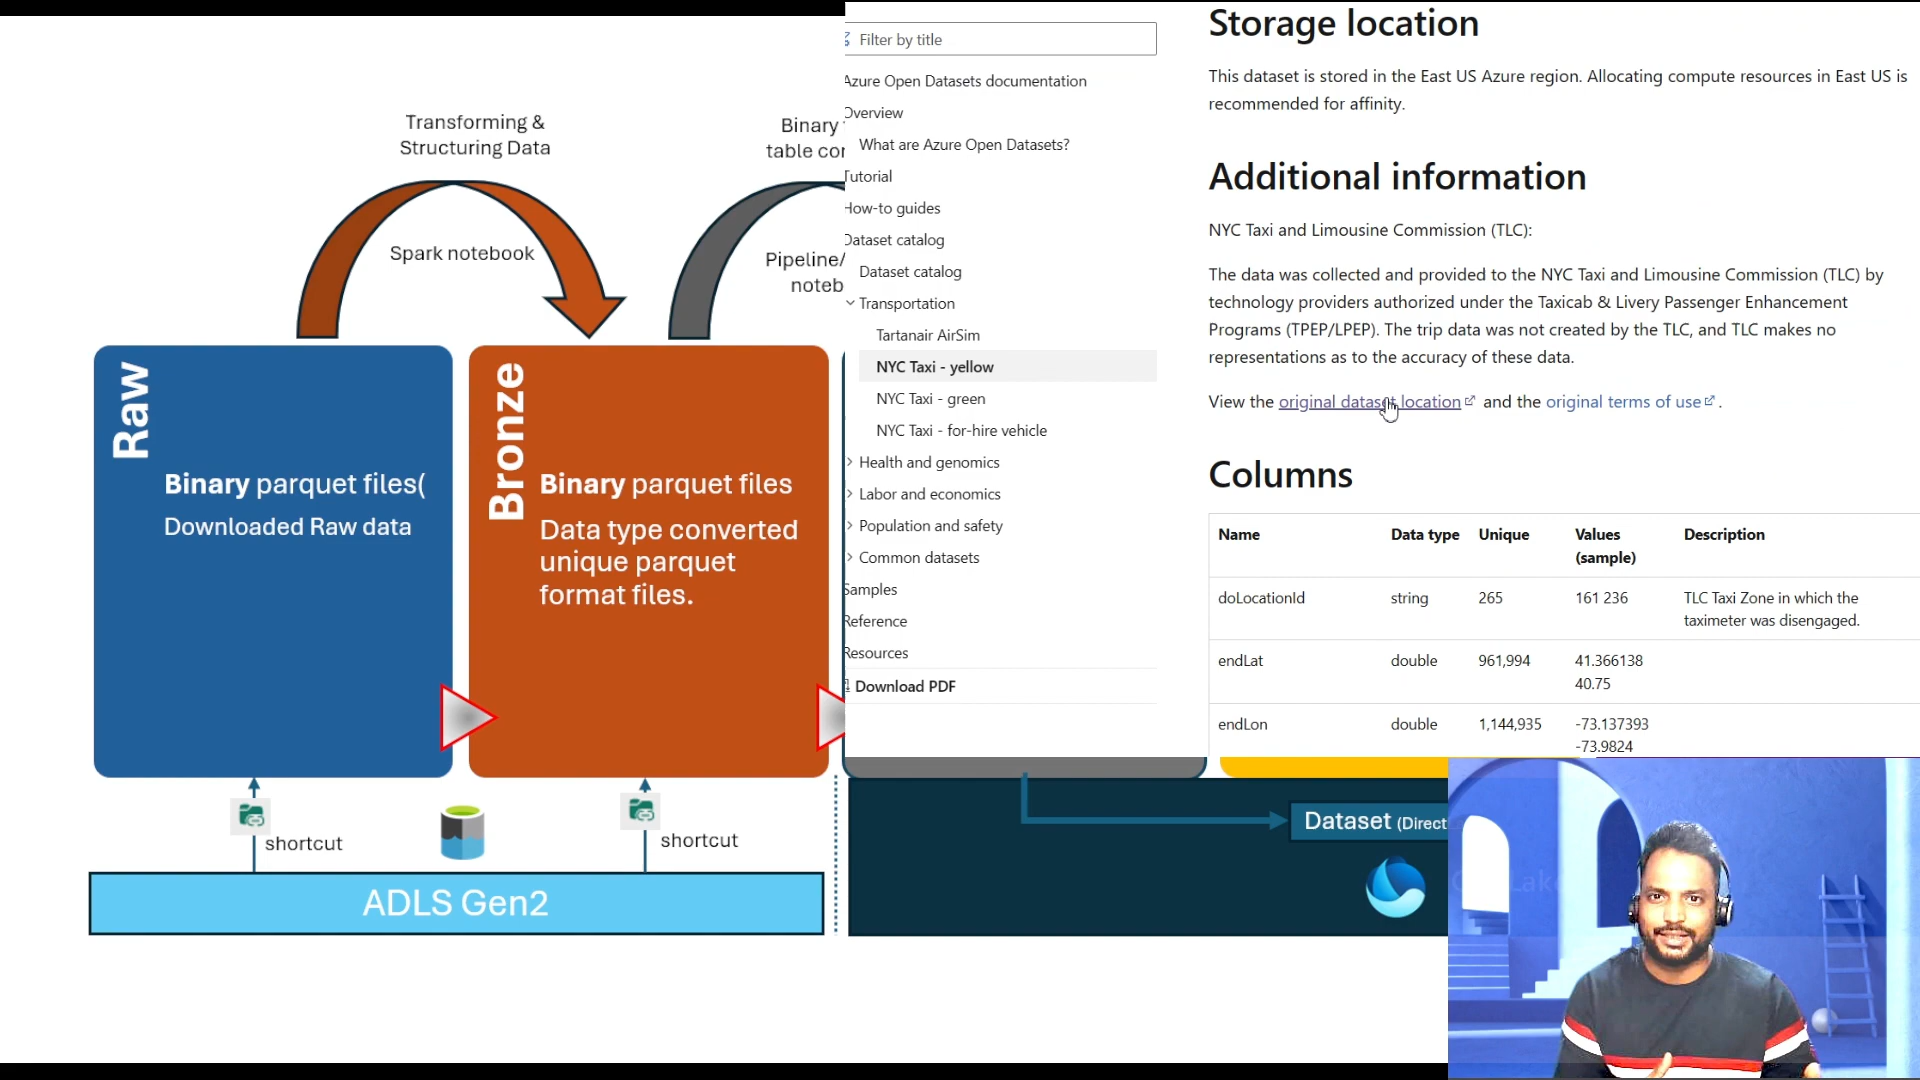 Transforming &
Structuring Data
Spark notebook
Binary
table cor
Pipeline/
noteb
Raw
Binary parquet files(
Downloaded Raw data
Bronze
Binary parquet files
Data type converted
unique parquet
format files.
shortcut
shortcut
ADLS Gen2
Dataset (Direct
Filter by title
Azure Open Datasets documentation
Overview
What are Azure Open Datasets?
Tutorial
How-to guides
Dataset catalog
Dataset catalog
Transportation
Tartanair AirSim
NYC Taxi - yellow
NYC Taxi - green
NYC Taxi - for-hire vehicle
Health and genomics
Labor and economics
Population and safety
Common datasets
Samples
Reference
Resources
Download PDF
Storage location
This dataset is stored in the East US Azure region. Allocating compute resources in East US is
recommended for affinity.
Additional information
NYC Taxi and Limousine Commission (TLC):
The data was collected and provided to the NYC Taxi and Limousine Commission (TLC) by
technology providers authorized under the Taxicab & Livery Passenger Enhancement
Programs (TPEP/LPEP). The trip data was not created by the TLC, and TLC makes no
representations as to the accuracy of these data.
View the original dataset location and the original terms of use.
Columns
Name Data type Unique Values (sample) Description
doLocationId string 265 161 236 TLC Taxi Zone in which the
taximeter was disengaged.
endLat double 961,994 41.366138
40.75
endLon double 1,144,935 -73.137393
-73.9824